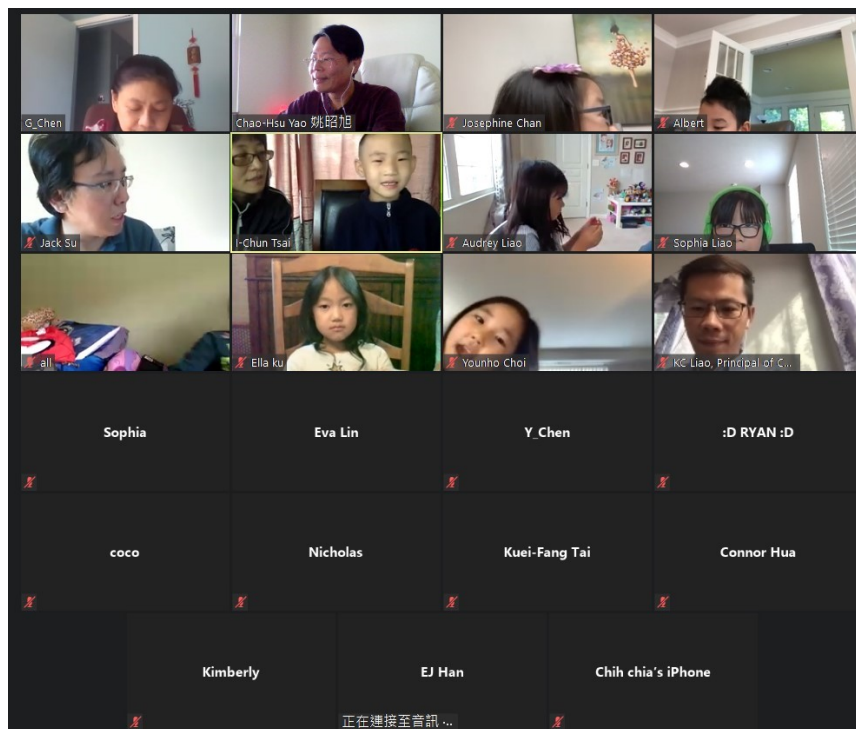 G_Chen
Chao-Hsu Yao 姚昭旭
Josephine Chan
Albert
Jack Su
I-Chun Tsai
Audrey Liao
Sophia Liao
all
Ella ku
Younho Choi
KC Liao, Principal of C...
Sophia
Eva Lin
Y_Chen
:D RYAN :D
coco
Nicholas
Kuei-Fang Tai
Connor Hua
Kimberly
EJ Han
Chih chia's iPhone
正在連接至音訊 ...